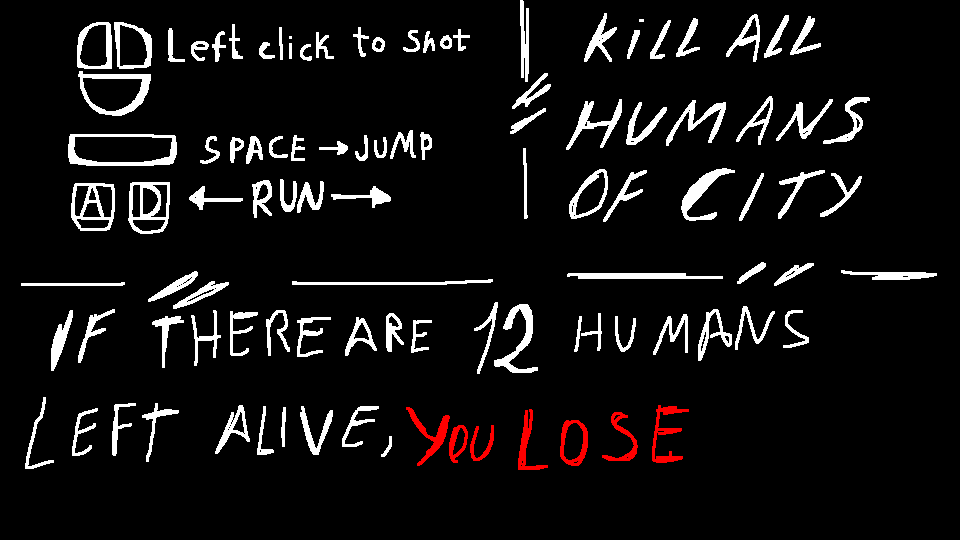 Left click to shot
SPACE → JUMP
A D ← RUN →
KiLL ALL
HUMANS
OF CITY
IF THERE ARE 12 HUMANS
LEFT ALIVE, YOU LOSE